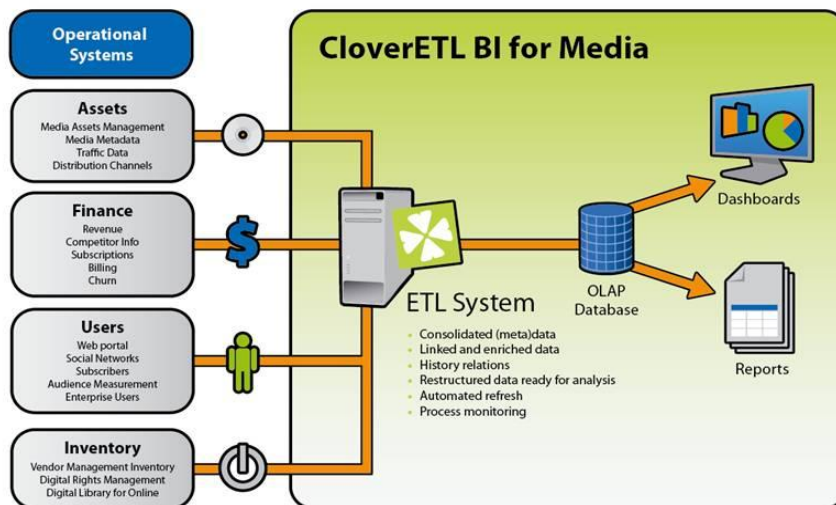 Operational
Systems
CloverETL BI for Media
Assets
Media Assets Management
Media Metadata
Traffic Data
Distribution Channels
Finance
Revenue
Competitor Info
Subscriptions
Billing
Churn
Users
Web portal
Social Networks
Subscribers
Audience Measurement
Enterprise Users
Inventory
Vendor Management Inventory
Digital Rights Management
Digital Library for Online
$
ETL System
• Consolidated (meta)data
• Linked and enriched data
• History relations
• Restructured data ready for analysis
• Automated refresh
• Process monitoring
OLAP
Database
Dashboards
Reports